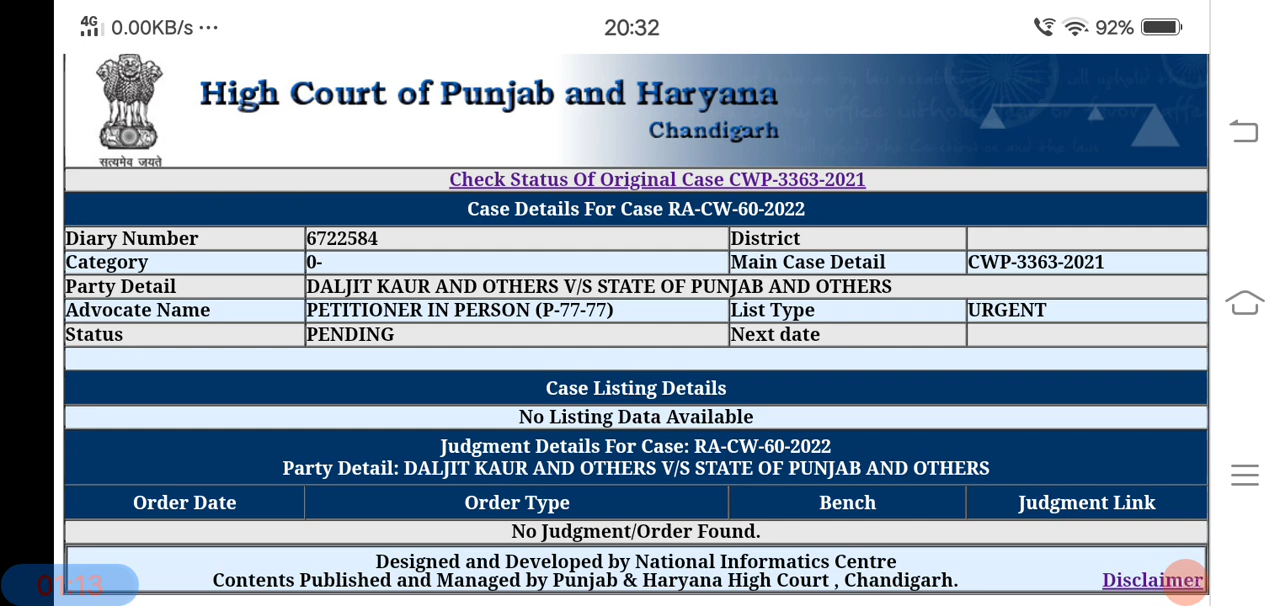 4G 0.00KB/s ... 20:32 92%
High Court of Punjab and Haryana
Chandigarh
सत्यमेव जयते
Check Status Of Original Case CWP-3363-2021
Case Details For Case RA-CW-60-2022
Diary Number 6722584 District
Category 0- Main Case Detail CWP-3363-2021
Party Detail DALJIT KAUR AND OTHERS V/S STATE OF PUNJAB AND OTHERS
Advocate Name PETITIONER IN PERSON (P-77-77) List Type URGENT
Status PENDING Next date
Case Listing Details
No Listing Data Available
Judgment Details For Case: RA-CW-60-2022
Party Detail: DALJIT KAUR AND OTHERS V/S STATE OF PUNJAB AND OTHERS
Order Date Order Type Bench Judgment Link
No Judgment/Order Found.
Designed and Developed by National Informatics Centre
Contents Published and Managed by Punjab & Haryana High Court , Chandigarh. Disclaimer
01:13